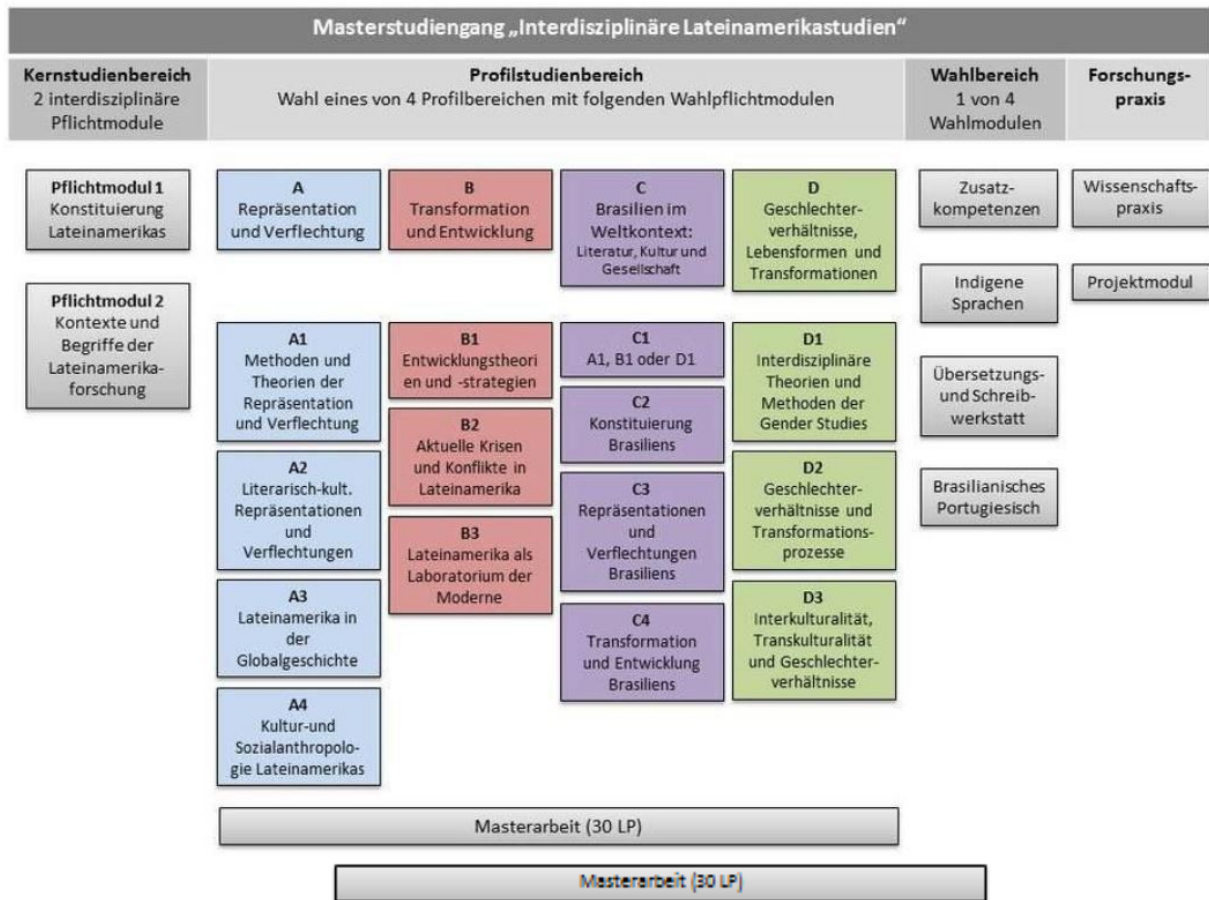 Masterstudiengang „Interdisziplinäre Lateinamerikastudien“
Kernstudienbereich
2 interdisziplinäre
Pflichtmodule
Profilstudienbereich
Wahl eines von 4 Profilbereichen mit folgenden Wahlpflichtmodulen
Wahlbereich
1 von 4
Wahlmodulen
Forschungs-
praxis
Pflichtmodul 1
Konstituierung
Lateinamerikas
Pflichtmodul 2
Kontexte und
Begriffe der
Lateinamerika-
forschung
A
Repräsentation
und Verflechtung
A1
Methoden und
Theorien der
Repräsentation
und Verflechtung
A2
Literarisch-kult.
Repräsentationen
und
Verflechtungen
A3
Lateinamerika in
der
Globalgeschichte
A4
Kultur-und
Sozialanthropolo-
gie Lateinamerikas
B
Transformation
und Entwicklung
B1
Entwicklungstheori
en und -strategien
B2
Aktuelle Krisen
und Konflikte in
Lateinamerika
B3
Lateinamerika als
Laboratorium der
Moderne
C
Brasilien im
Weltkontext:
Literatur, Kultur und
Gesellschaft
C1
A1, B1 oder D1
C2
Konstituierung
Brasiliens
C3
Repräsentationen
und
Verflechtungen
Brasiliens
C4
Transformation
und Entwicklung
Brasiliens
D
Geschlechter-
verhältnisse,
Lebensformen und
Transformationen
D1
Interdisziplinäre
Theorien und
Methoden der
Gender Studies
D2
Geschlechter-
verhältnisse und
Transformations-
prozesse
D3
Interkulturalität,
Transkulturalität
und Geschlechter-
verhältnisse
Zusatz-
kompetenzen
Indigene
Sprachen
Übersetzungs-
und Schreib-
werkstatt
Brasilianisches
Portugiesisch
Wissenschafts-
praxis
Projektmodul
Masterarbeit (30 LP)
Masterarbeit (30 LP)